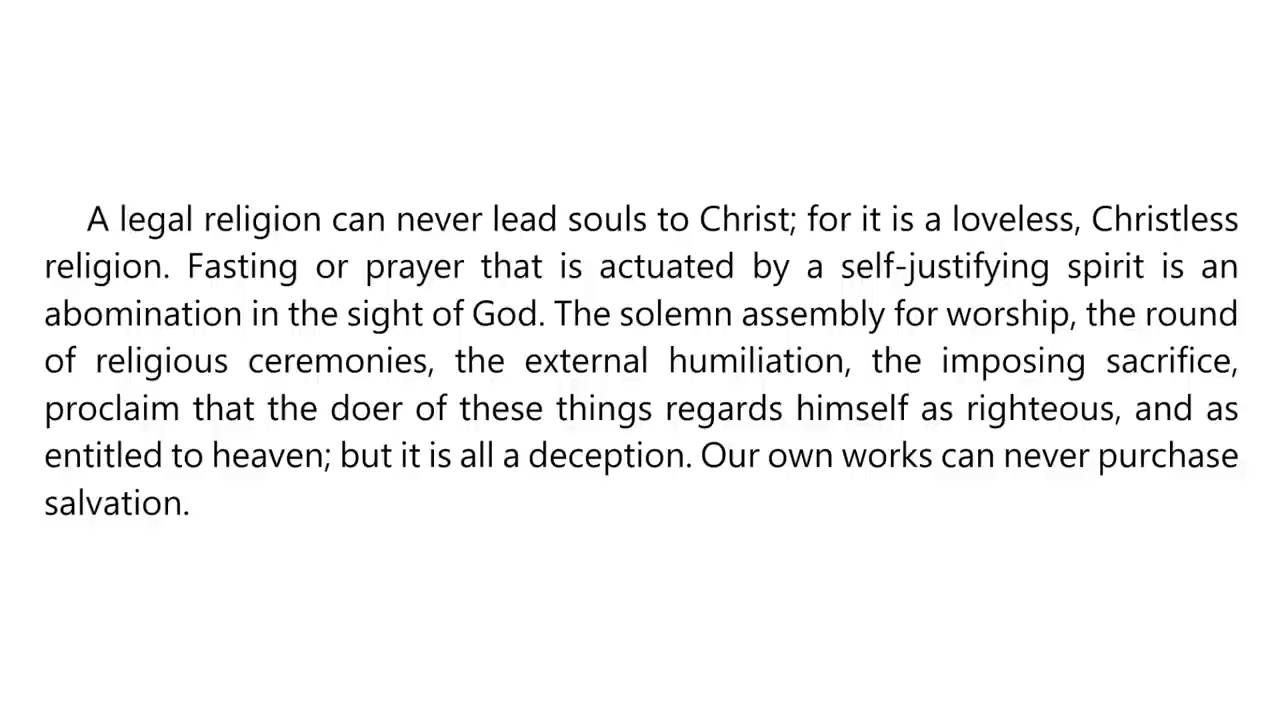 A legal religion can never lead souls to Christ; for it is a loveless, Christless
religion. Fasting or prayer that is actuated by a self-justifying spirit is an
abomination in the sight of God. The solemn assembly for worship, the round
of religious ceremonies, the external humiliation, the imposing sacrifice,
proclaim that the doer of these things regards himself as righteous, and as
entitled to heaven; but it is all a deception. Our own works can never purchase
salvation.